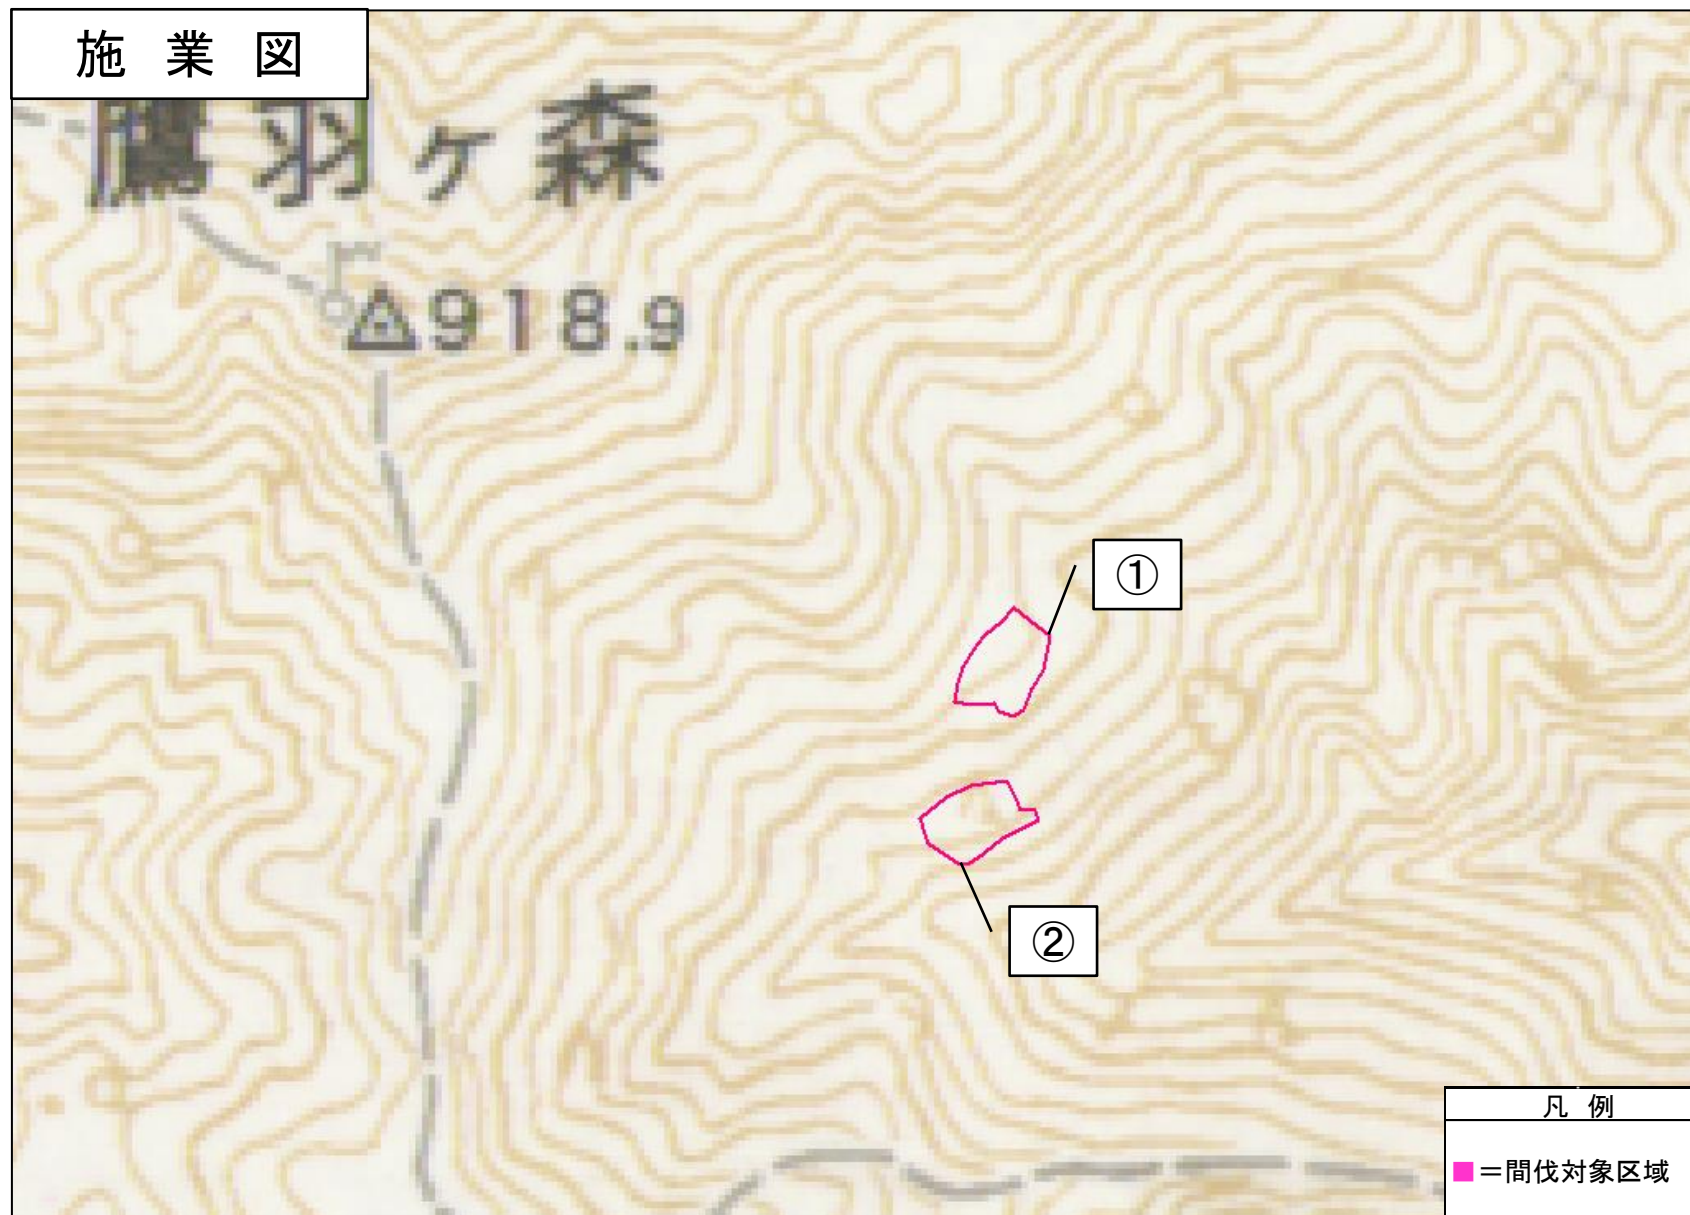 施 業 図
鷹羽ヶ森
918.9
①
②
凡 例
=間伐対象区域